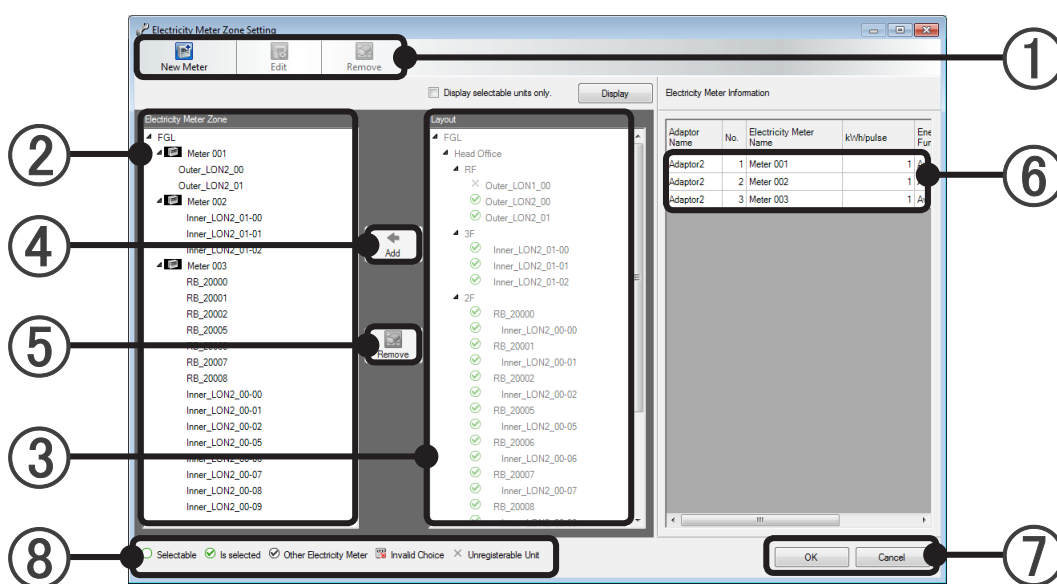 Electricity Meter Zone Setting
New Meter
Edit
Remove
Display selectable units only.
Display
Electricity Meter Zone
FGL
Meter 001
Outer_LON2_00
Outer_LON2_01
Meter 002
Inner_LON2_01-00
Inner_LON2_01-01
Inner_LON2_01-02
Meter 003
RB_20000
RB_20001
RB_20002
RB_20005
RB_20007
RB_20008
Inner_LON2_00-00
Inner_LON2_00-01
Inner_LON2_00-02
Inner_LON2_00-05
Inner_LON2_00-06
Inner_LON2_00-07
Inner_LON2_00-08
Inner_LON2_00-09
Add
Remove
Layout
FGL
Head Office
RF
Outer_LON1_00
Outer_LON2_00
Outer_LON2_01
3F
Inner_LON2_01-00
Inner_LON2_01-01
Inner_LON2_01-02
2F
RB_20000
Inner_LON2_00-00
RB_20001
Inner_LON2_00-01
RB_20002
Inner_LON2_00-02
RB_20005
Inner_LON2_00-05
RB_20006
Inner_LON2_00-06
RB_20007
Inner_LON2_00-07
RB_20008
Electricity Meter Information
Adaptor Name No. Electricity Meter Name kWh/pulse Ene Fur
Adaptor2 1 Meter 001 1
Adaptor2 2 Meter 002 1
Adaptor2 3 Meter 003 1
Selectable Is selected Other Electricity Meter Invalid Choice Unregisterable Unit
OK Cancel
1
2
3
4
5
6
7
8